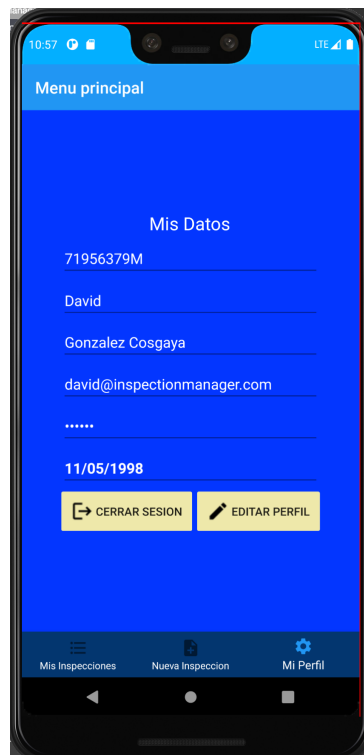 10:57 LTE
Menu principal
Mis Datos
71956379M
David
Gonzalez Cosgaya
david@inspectionmanager.com
••••••
11/05/1998
CERRAR SESION EDITAR PERFIL
Mis Inspecciones Nueva Inspeccion Mi Perfil